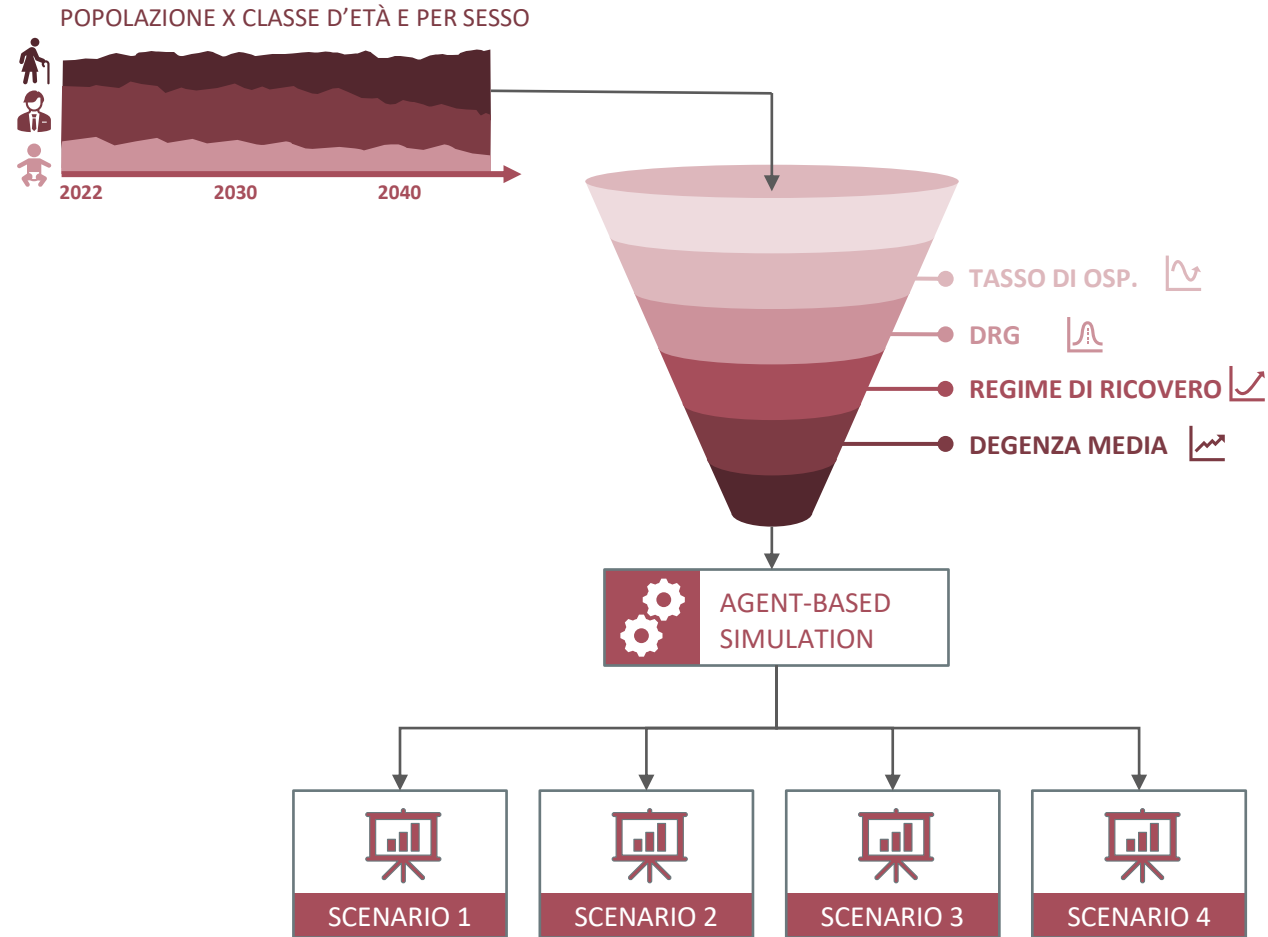 POPOLAZIONE X CLASSE D'ETÀ E PER SESSO
2022 2030 2040
TASSO DI OSP.
DRG
REGIME DI RICOVERO
DEGENZA MEDIA
AGENT-BASED
SIMULATION
SCENARIO 1
SCENARIO 2
SCENARIO 3
SCENARIO 4